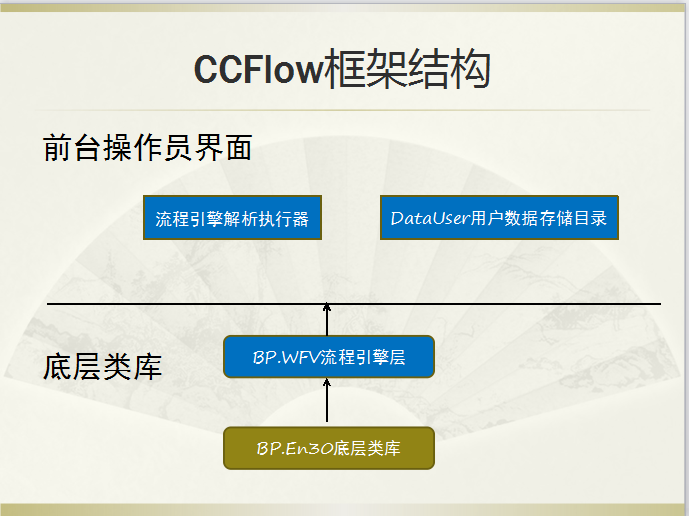 CCFlow框架结构
前台操作员界面
流程引擎解析执行器
DataUser用户数据存储目录
BP.WFV流程引擎层
底层类库
BP.En30底层类库